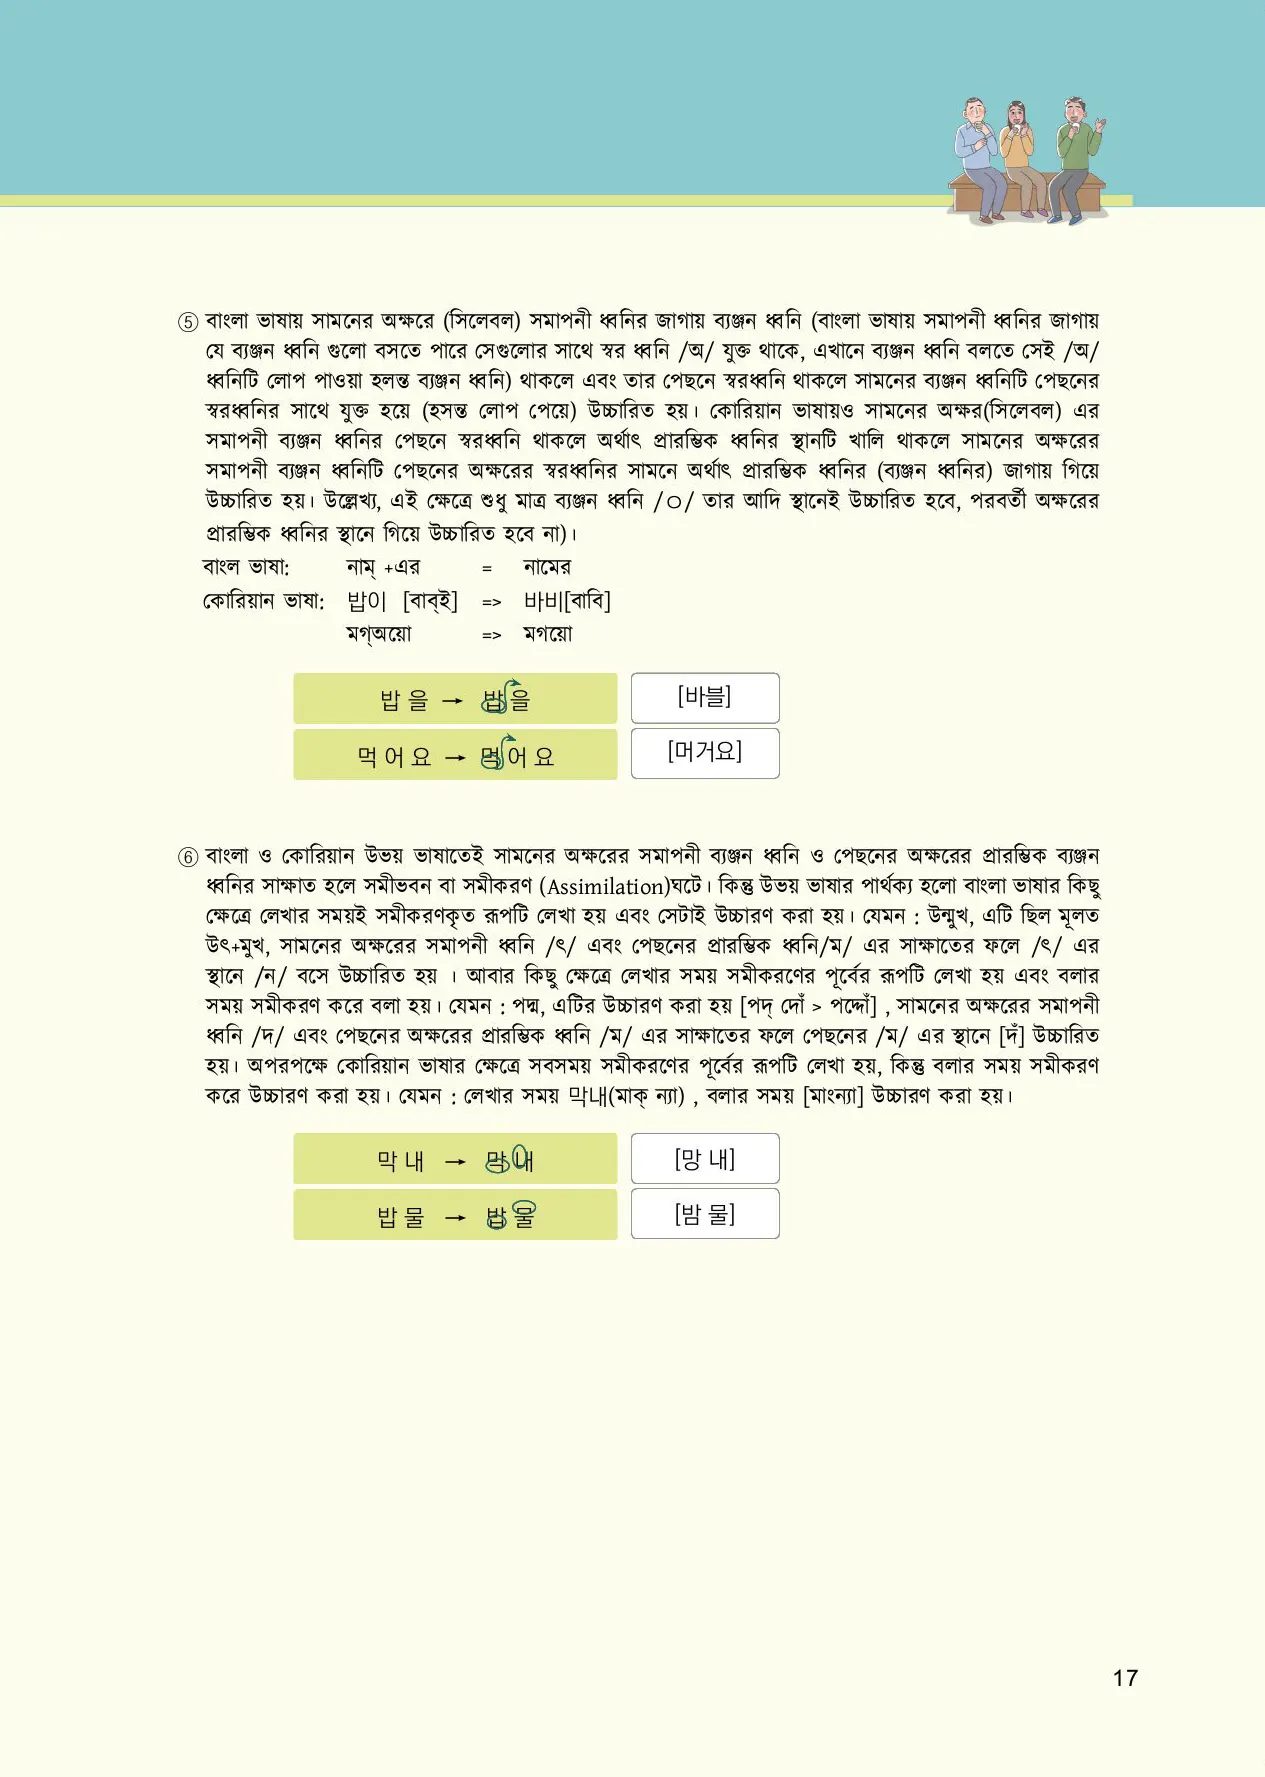 ⑤ বাংলা ভাষায় সামনের অক্ষরে (সিলেবল) সমাপনী ধ্বনির জাগায় ব্যঞ্জন ধ্বনি (বাংলা ভাষায় সমাপনী ধ্বনির জাগায়
যে ব্যঞ্জন ধ্বনি গুলো বসতে পারে সেগুলোর সাথে স্বর ধ্বনি /অ/ যুক্ত থাকে, এখানে ব্যঞ্জন ধ্বনি বলতে সেই /অ/
ধ্বনিটি লোপ পাওয়া হলন্ত ব্যঞ্জন ধ্বনি) থাকলে এবং তার পেছনে স্বরধ্বনি থাকলে সামনের ব্যঞ্জন ধ্বনিটি পেছনের
স্বরধ্বনির সাথে যুক্ত হয়ে (হসন্ত লোপ পেয়ে) উচ্চারিত হয়। কোরিয়ান ভাষায়ও সামনের অক্ষর(সিলেবল) এর
সমাপনী ব্যঞ্জন ধ্বনির পেছনে স্বরধ্বনি থাকলে অর্থাৎ প্রারম্ভিক ধ্বনির স্থানটি খালি থাকলে সামনের অক্ষরের
সমাপনী ব্যঞ্জন ধ্বনিটি পেছনের অক্ষরের স্বরধ্বনির সামনে অর্থাৎ প্রারম্ভিক ধ্বনির (ব্যঞ্জন ধ্বনির) জাগায় গিয়ে
উচ্চারিত হয়। উল্লেখ্য, এই ক্ষেত্রে শুধু মাত্র ব্যঞ্জন ধ্বনি /ㅇ/ তার আদি স্থানেই উচ্চারিত হবে, পরবর্তী অক্ষরের
প্রারম্ভিক ধ্বনির স্থানে গিয়ে উচ্চারিত হবে না)।
বাংল ভাষা: নাম্ +এর = নামের
কোরিয়ান ভাষা: 밥이 [বাব্ই] => 바비[বাবি]
মগ্অয়ো => মগয়ো
밥 을 → 밥 을 [바블]
먹 어 요 → 먹 어 요 [머거요]
⑥ বাংলা ও কোরিয়ান উভয় ভাষাতেই সামনের অক্ষরের সমাপনী ব্যঞ্জন ধ্বনি ও পেছনের অক্ষরের প্রারম্ভিক ব্যঞ্জন
ধ্বনির সাক্ষাত হলে সমীভবন বা সমীকরণ (Assimilation)ঘটে। কিন্তু উভয় ভাষার পার্থক্য হলো বাংলা ভাষার কিছু
ক্ষেত্রে লেখার সময়ই সমীকরণকৃত রূপটি লেখা হয় এবং সেটাই উচ্চারণ করা হয়। যেমন : উন্মুখ, এটি ছিল মূলত
উৎ+মুখ, সামনের অক্ষরের সমাপনী ধ্বনি /ৎ/ এবং পেছনের প্রারম্ভিক ধ্বনি/ম/ এর সাক্ষাতের ফলে /ৎ/ এর
স্থানে /ন/ বসে উচ্চারিত হয় । আবার কিছু ক্ষেত্রে লেখার সময় সমীকরণের পূর্বের রূপটি লেখা হয় এবং বলার
সময় সমীকরণ করে বলা হয়। যেমন : পদ্ম, এটির উচ্চারণ করা হয় [পদ্ দোঁ > পদ্দোঁ] , সামনের অক্ষরের সমাপনী
ধ্বনি /দ/ এবং পেছনের অক্ষরের প্রারম্ভিক ধ্বনি /ম/ এর সাক্ষাতের ফলে পেছনের /ম/ এর স্থানে [দঁ] উচ্চারিত
হয়। অপরপক্ষে কোরিয়ান ভাষার ক্ষেত্রে সবসময় সমীকরণের পূর্বের রূপটি লেখা হয়, কিন্তু বলার সময় সমীকরণ
করে উচ্চারণ করা হয়। যেমন : লেখার সময় 막내(মাক্ ন্যা) , বলার সময় [মাংন্যা] উচ্চারণ করা হয়।
막 내 → 막 내 [망 내]
밥 물 → 밥 물 [밤 물]
17